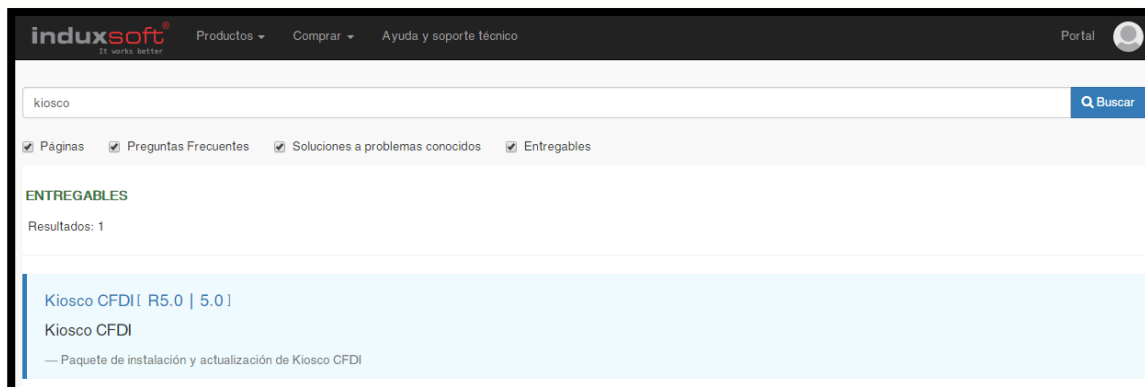 induxsoft®
It works better
Productos Comprar Ayuda y soporte técnico Portal
kiosco Buscar
Páginas Preguntas Frecuentes Soluciones a problemas conocidos Entregables
ENTREGABLES
Resultados: 1
Kiosco CFDI [ R5.0 | 5.0 ]
Kiosco CFDI
— Paquete de instalación y actualización de Kiosco CFDI